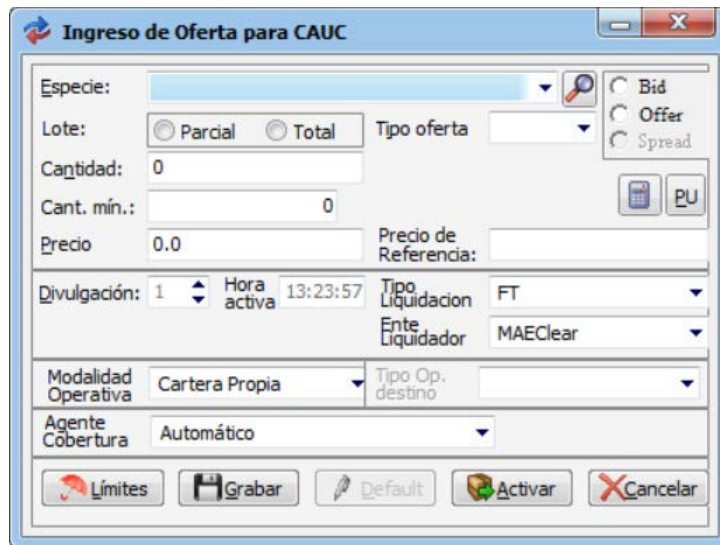 Ingreso de Oferta para CAUC
Especie:
Bid
Offer
Spread
Lote: Parcial Total Tipo oferta
Cantidad: 0
Cant. mín.: 0
PU
Precio 0.0 Precio de
Referencia:
Divulgación: 1 Hora
activa 13:23:57 Tipo
Liquidacion FT
Ente
Liquidador MAEClear
Modalidad
Operativa Cartera Propia Tipo Op.
destino
Agente
Cobertura Automático
Límites Grabar Default Activar Cancelar